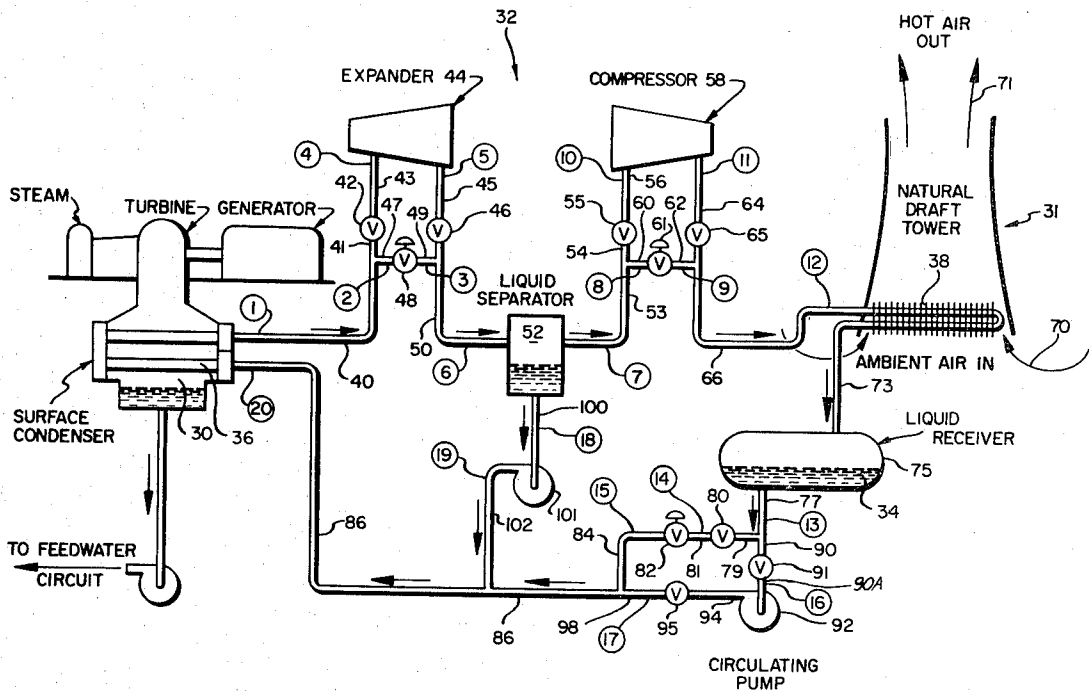 32
HOT AIR
OUT
EXPANDER 44
COMPRESSOR 58
71
4
5
10
11
STEAM
TURBINE
GENERATOR
42
43
45
56
64
NATURAL
DRAFT
TOWER
31
V
47
49
V
46
55
V
60
61
62
V
65
41
V
54
V
12
38
2
48
3
LIQUID
SEPARATOR
8
9
1
50
52
53
40
6
7
66
AMBIENT AIR IN
70
20
73
SURFACE
CONDENSER
30
36
100
18
LIQUID
RECEIVER
75
19
15
14
80
77
34
101
102
84
V
V
13
86
82
81
79
90
V
91
90A
TO FEEDWATER
CIRCUIT
V
16
86
98
17
95
94
92
CIRCULATING
PUMP